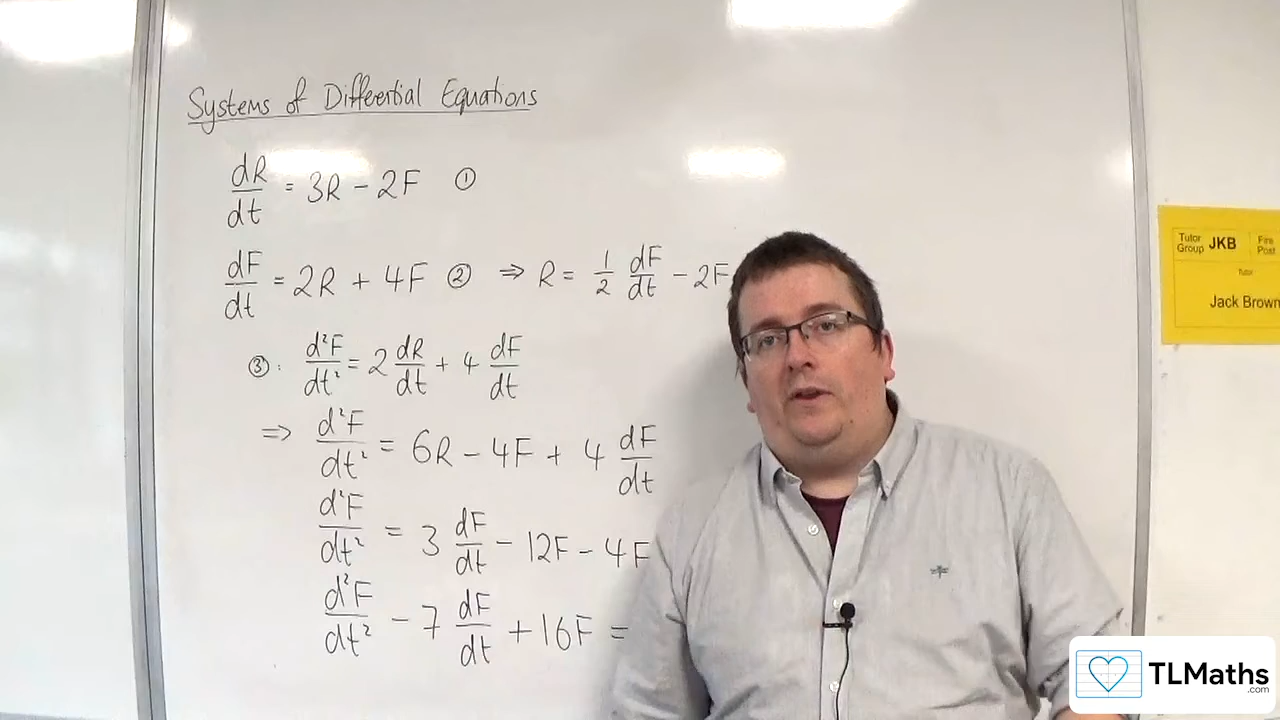 Systems of Differential Equations
dR/dt = 3R − 2F ①
dF/dt = 2R + 4F ② ⇒ R = 1/2 dF/dt − 2F
③: d²F/dt² = 2 dR/dt + 4 dF/dt
⇒ d²F/dt² = 6R − 4F + 4 dF/dt
d²F/dt² = 3 dF/dt − 12F − 4F
d²F/dt² − 7 dF/dt + 16F =
Tutor Group JKB Fire Post
Tutor
Jack Brown
TLMaths
.com